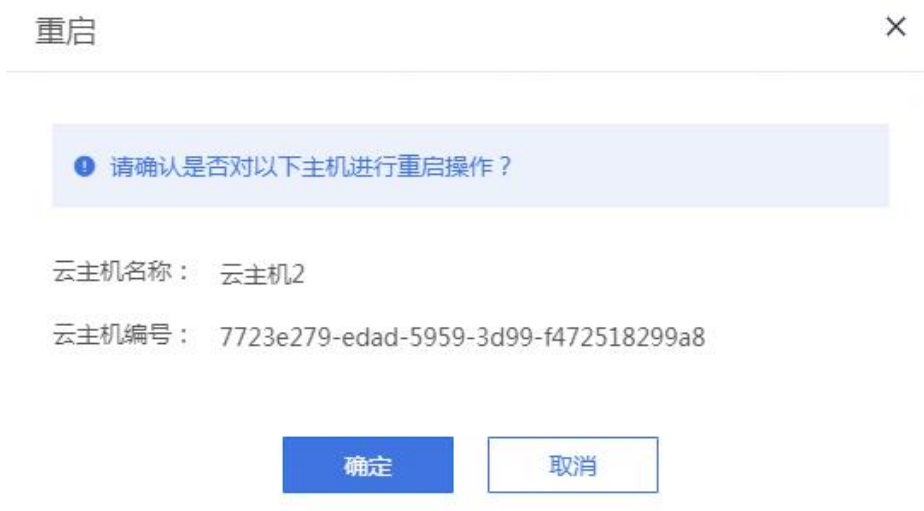 重启
请确认是否对以下主机进行重启操作？
云主机名称： 云主机2
云主机编号： 7723e279-edad-5959-3d99-f472518299a8
确定 取消